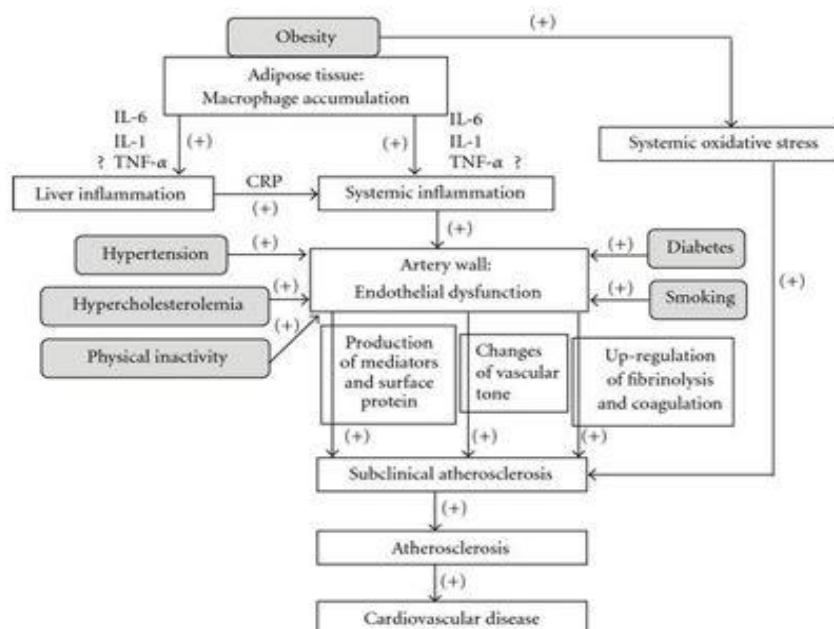 Obesity
(+)
Adipose tissue:
Macrophage accumulation
IL-6
IL-1
? TNF-α
(+)
(+)
IL-6
IL-1
TNF-α ?
Systemic oxidative stress
Liver inflammation
CRP
(+)
Systemic inflammation
(+)
Hypertension
(+)
Artery wall:
Endothelial dysfunction
(+)
Diabetes
Hypercholesterolemia
(+)
(+)
Smoking
(+)
Physical inactivity
(+)
Production
of mediators
and surface
protein
Changes
of vascular
tone
Up-regulation
of fibrinolysis
and coagulation
(+)
(+)
(+)
Subclinical atherosclerosis
(+)
Atherosclerosis
(+)
Cardiovascular disease